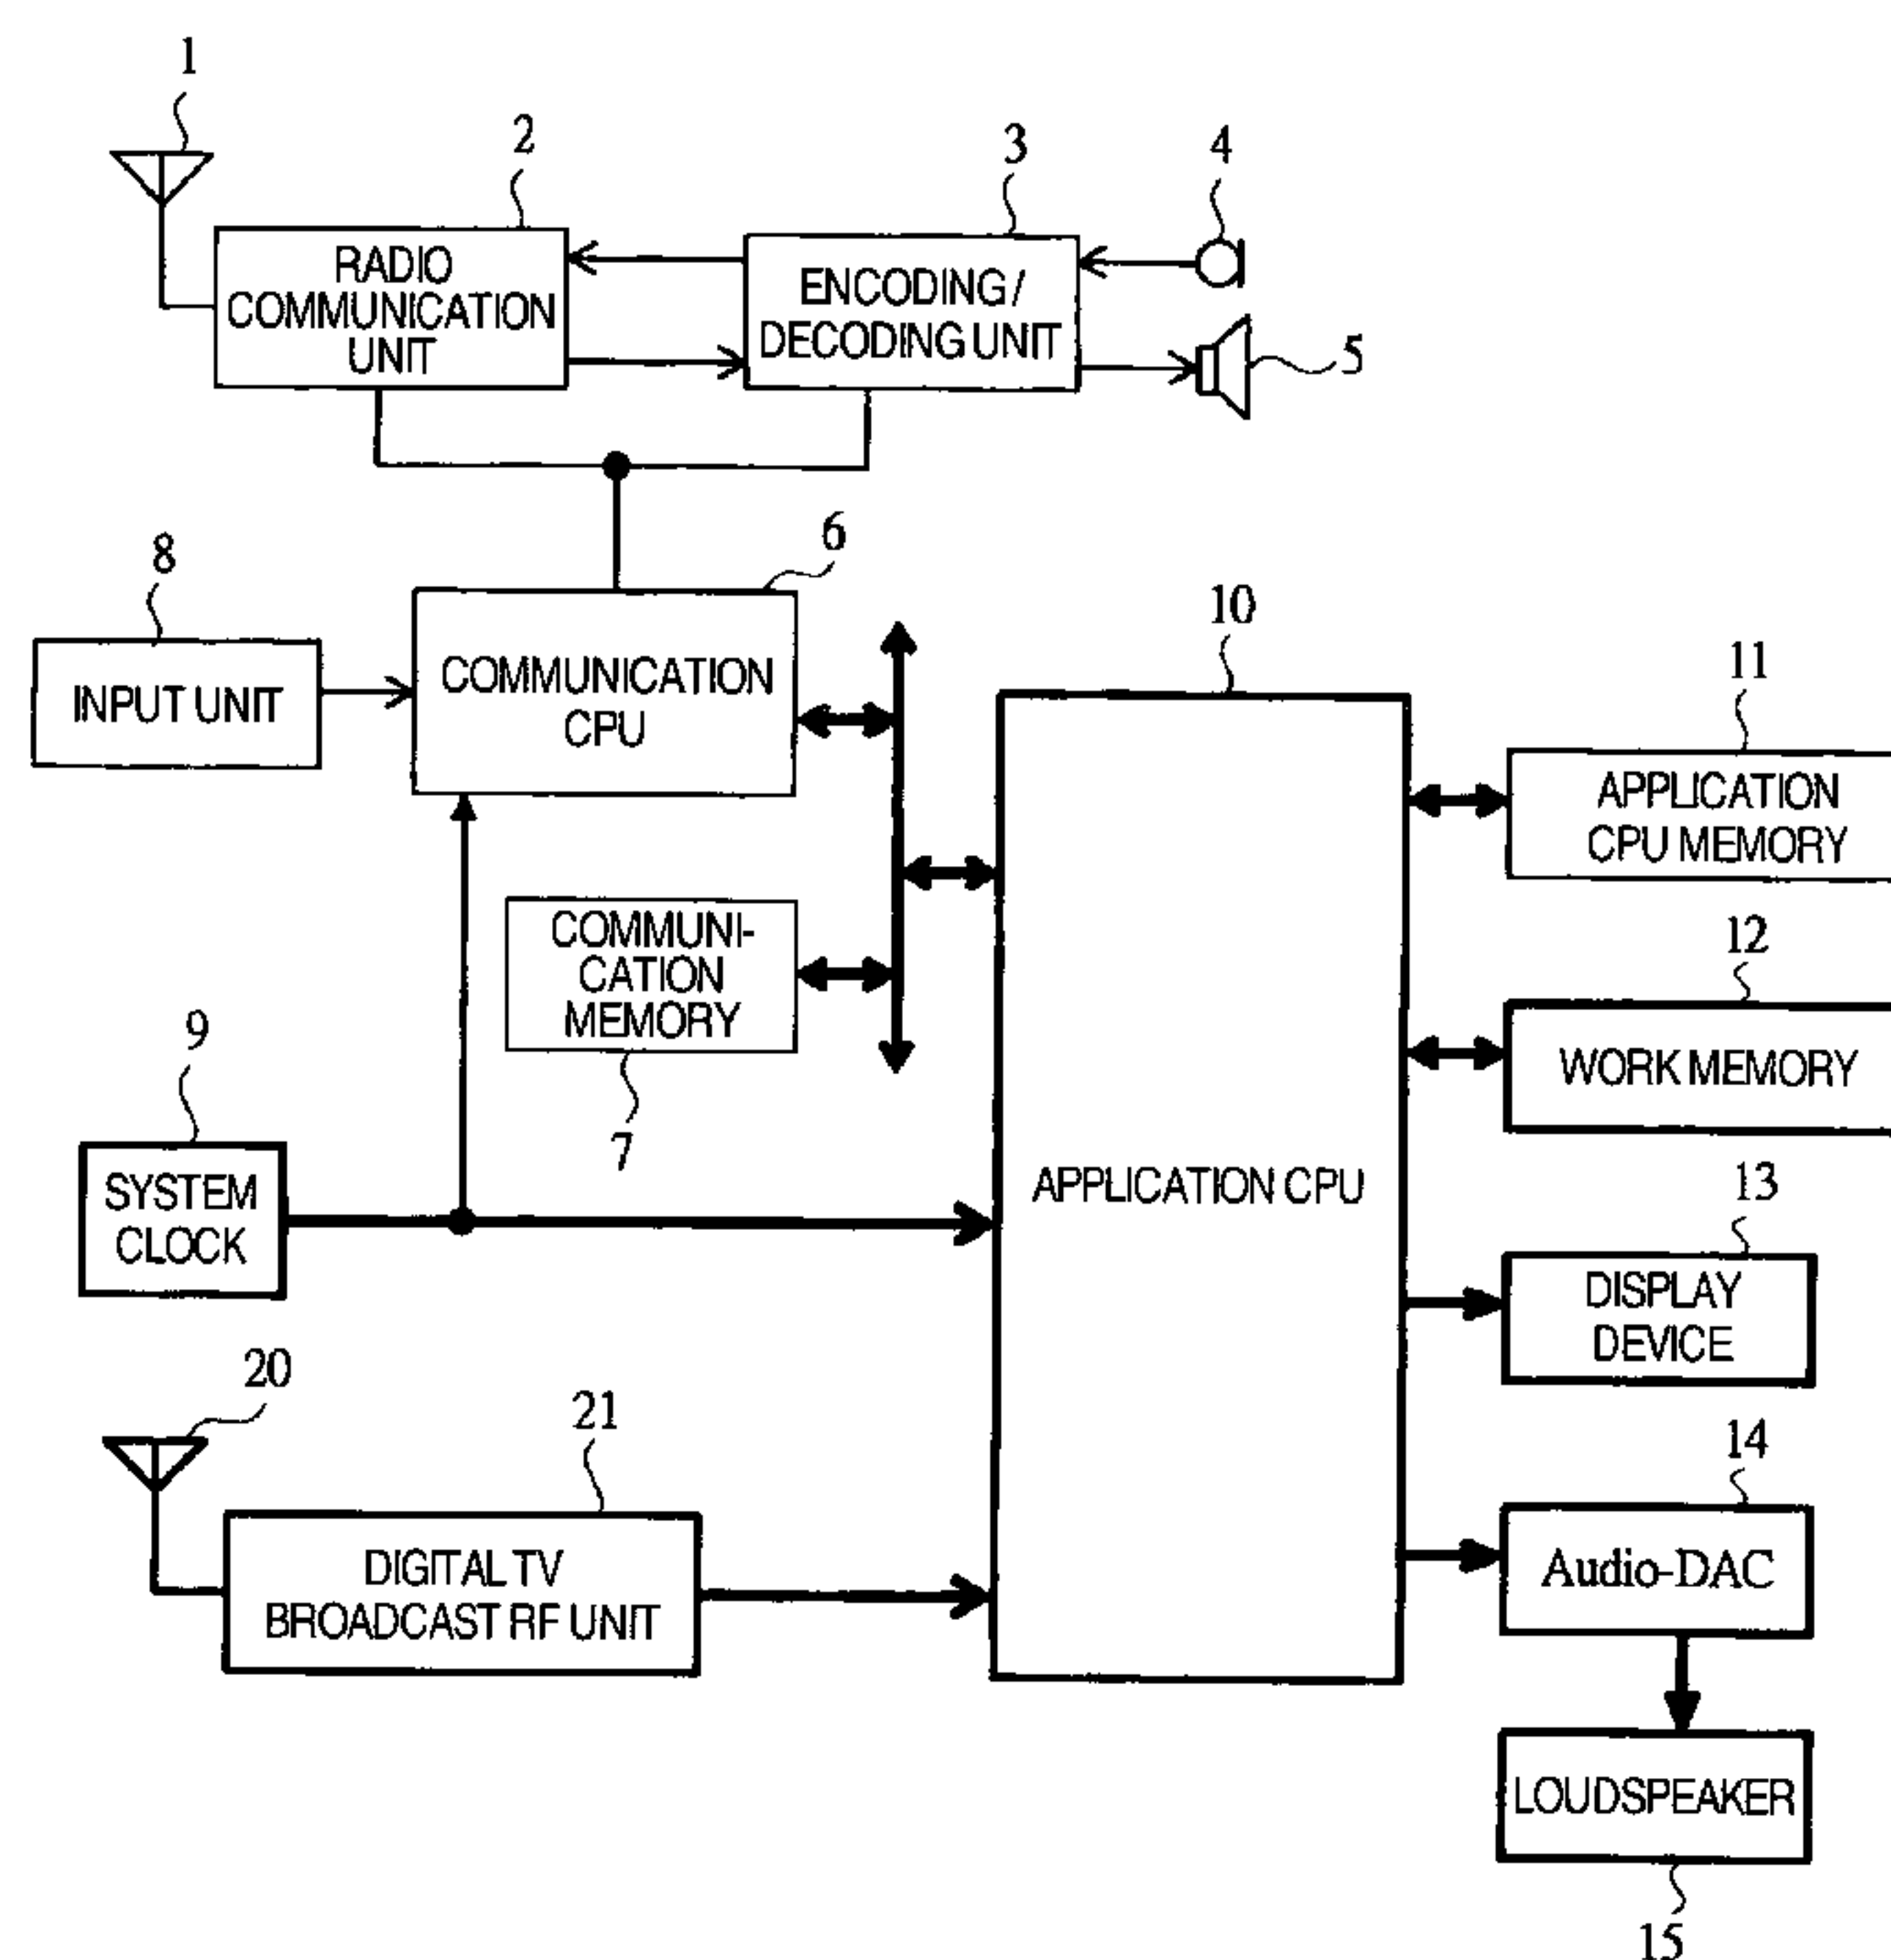 1
2
3
4
RADIO
COMMUNICATION
UNIT
ENCODING/
DECODING UNIT
5
6
8
10
COMMUNICATION
CPU
INPUT UNIT
11
APPLICATION
CPU MEMORY
COMMUNI-
CATION
MEMORY
12
9
WORK MEMORY
7
SYSTEM
CLOCK
APPLICATION CPU
13
DISPLAY
DEVICE
20
21
14
DIGITAL TV
BROADCAST RF UNIT
Audio-DAC
LOUDSPEAKER
15